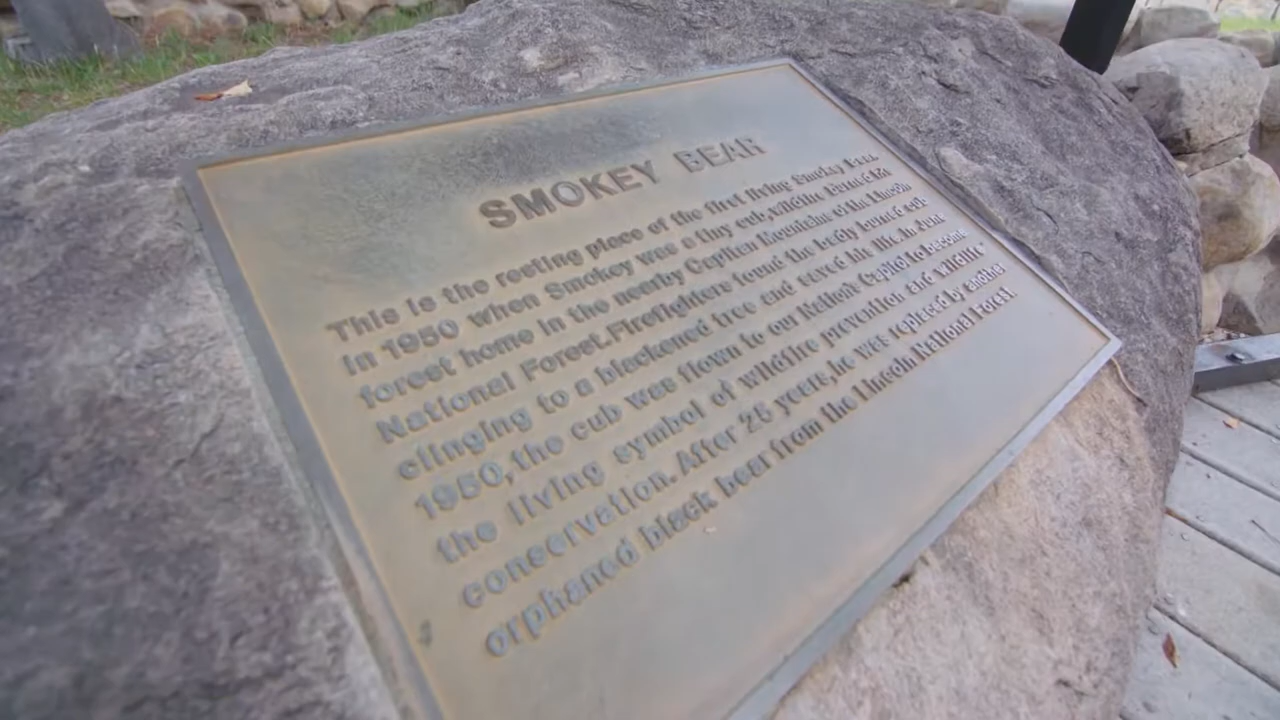 SMOKEY BEAR
This is the resting place of the first living Smokey Bear.
In 1950 when Smokey was a tiny cub, wildfire burned his
forest home in the nearby Capitan Mountains of the Lincoln
National Forest. Firefighters found the badly burned cub
clinging to a blackened tree and saved his life. In June
1950, the cub was flown to our Nation's Capitol to become
the living symbol of wildfire prevention and wildlife
conservation. After 25 years, he was replaced by another
orphaned black bear from the Lincoln National Forest.